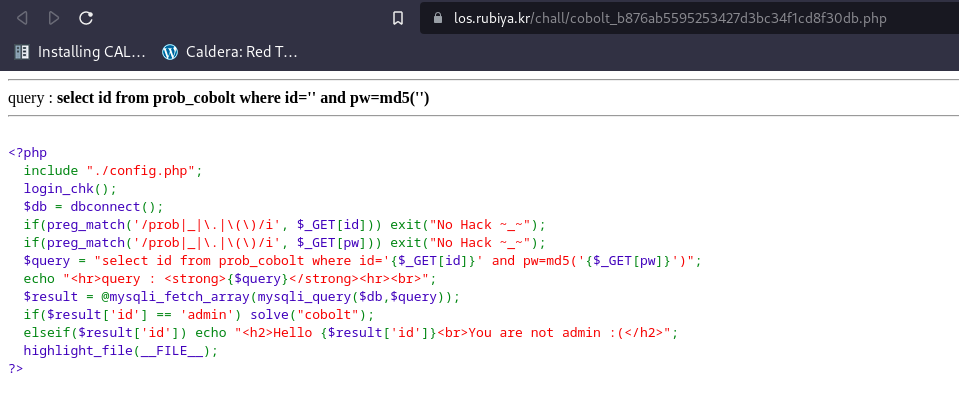 los.rubiya.kr/chall/cobolt_b876ab5595253427d3bc34f1cd8f30db.php
Installing CAL... Caldera: Red T...
query : select id from prob_cobolt where id='' and pw=md5('')
<?php
  include "./config.php";
  login_chk();
  $db = dbconnect();
  if(preg_match('/prob|_|\.|\(\)/i', $_GET[id])) exit("No Hack ~_~");
  if(preg_match('/prob|_|\.|\(\)/i', $_GET[pw])) exit("No Hack ~_~");
  $query = "select id from prob_cobolt where id='{$_GET[id]}' and pw=md5('{$_GET[pw]}')";
  echo "<hr>query : <strong>{$query}</strong><hr><br>";
  $result = @mysqli_fetch_array(mysqli_query($db,$query));
  if($result['id'] == 'admin') solve("cobolt");
  elseif($result['id']) echo "<h2>Hello {$result['id']}<br>You are not admin :(</h2>";
  highlight_file(__FILE__);
?>